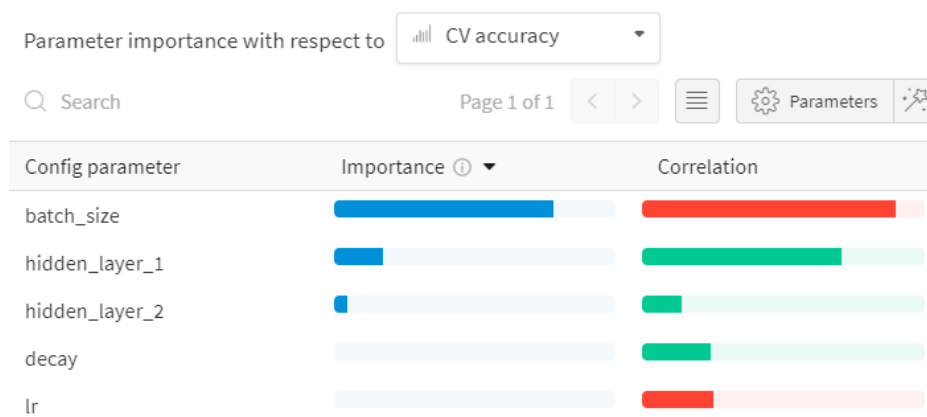 Parameter importance with respect to CV accuracy
Search Page 1 of 1 Parameters
Config parameter Importance Correlation
batch_size
hidden_layer_1
hidden_layer_2
decay
lr